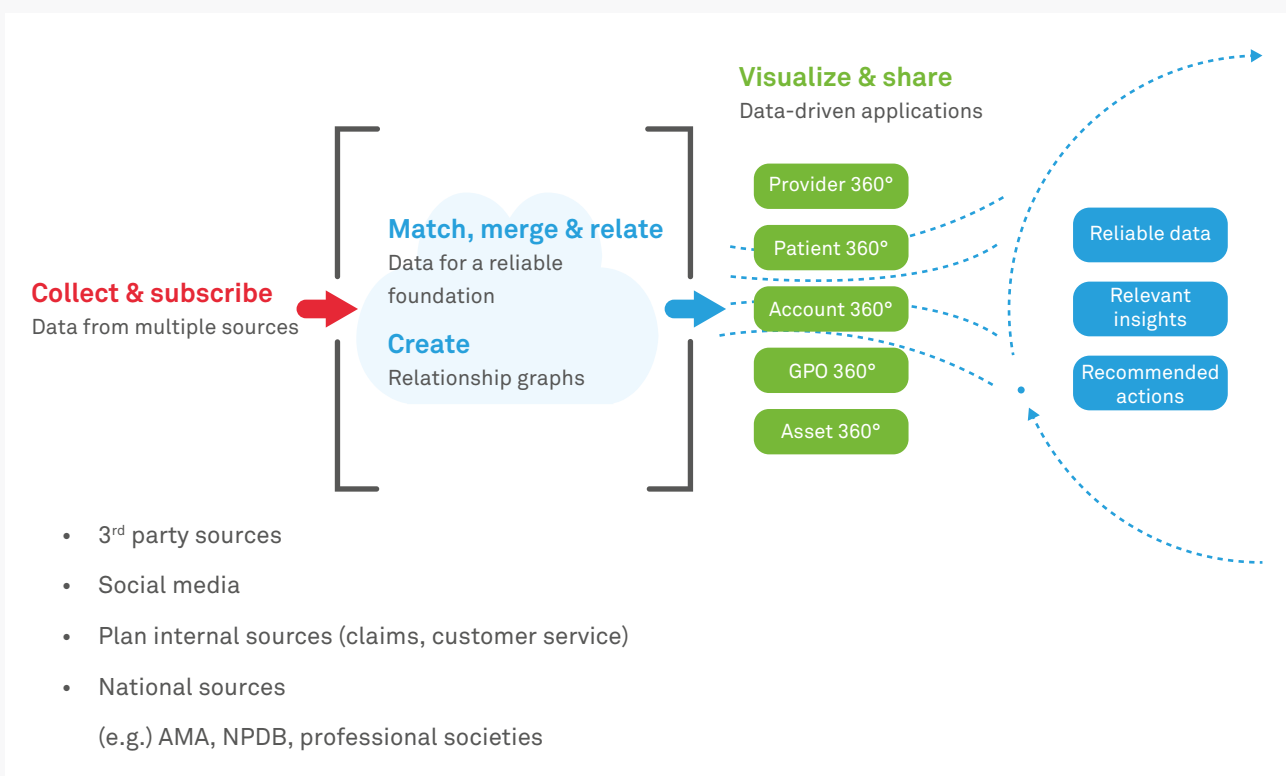 Visualize & share
Data-driven applications
Provider 360°
Patient 360°
Account 360°
GPO 360°
Asset 360°
Match, merge & relate
Data for a reliable
foundation
Create
Relationship graphs
Collect & subscribe
Data from multiple sources
Reliable data
Relevant
insights
Recommended
actions
• 3rd party sources
• Social media
• Plan internal sources (claims, customer service)
• National sources
(e.g.) AMA, NPDB, professional societies